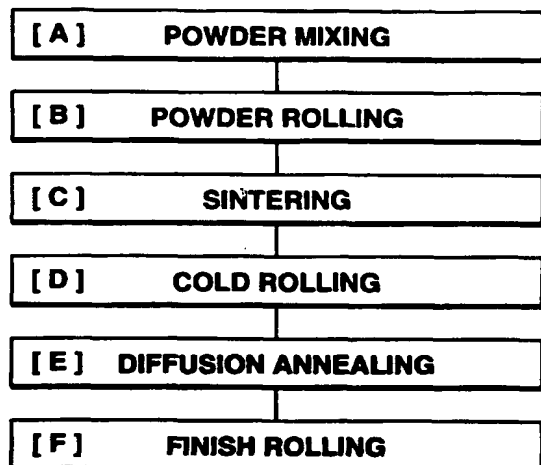 [A] POWDER MIXING
[B] POWDER ROLLING
[C] SINTERING
[D] COLD ROLLING
[E] DIFFUSION ANNEALING
[F] FINISH ROLLING